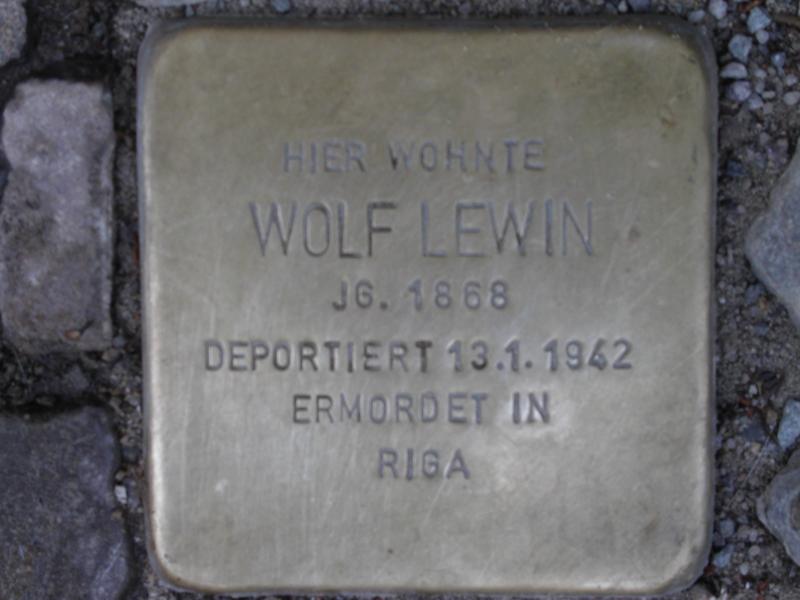 HIER WOHNTE
WOLF LEWIN
JG. 1868
DEPORTIERT 13.1.1942
ERMORDET IN
RIGA